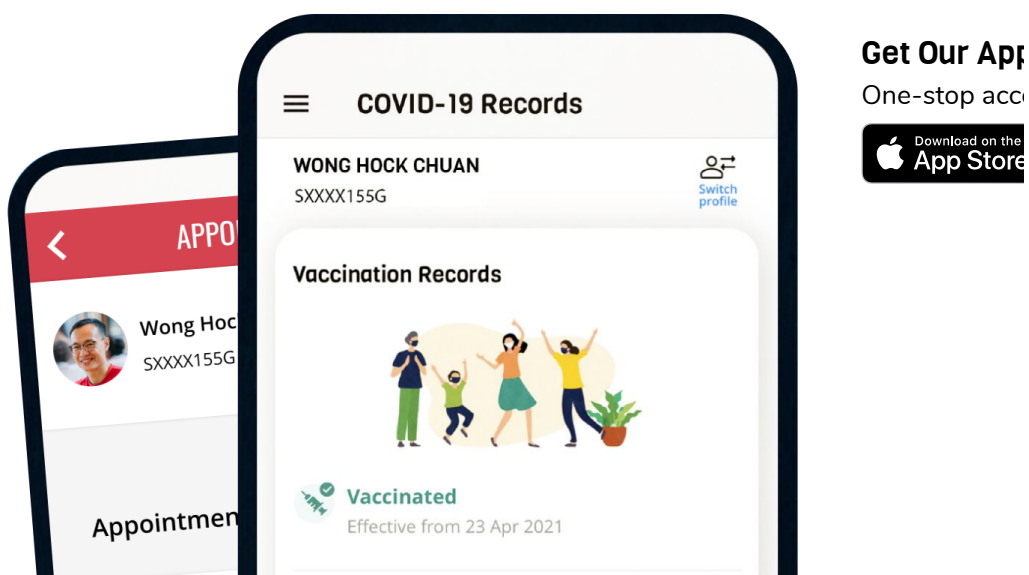 COVID-19 Records
WONG HOCK CHUAN
SXXXX155G
Switch
profile
Vaccination Records
Vaccinated
Effective from 23 Apr 2021
APPO
Wong Hoc
SXXXX155G
Appointmen
Get Our App
One-stop acc
Download on the
App Store